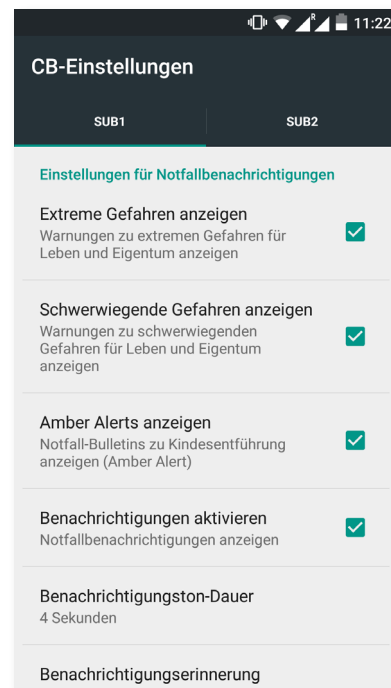 R 11:22
CB-Einstellungen
SUB1 SUB2
Einstellungen für Notfallbenachrichtigungen
Extreme Gefahren anzeigen
Warnungen zu extremen Gefahren für
Leben und Eigentum anzeigen
Schwerwiegende Gefahren anzeigen
Warnungen zu schwerwiegenden
Gefahren für Leben und Eigentum
anzeigen
Amber Alerts anzeigen
Notfall-Bulletins zu Kindesentführung
anzeigen (Amber Alert)
Benachrichtigungen aktivieren
Notfallbenachrichtigungen anzeigen
Benachrichtigungston-Dauer
4 Sekunden
Benachrichtigungserinnerung